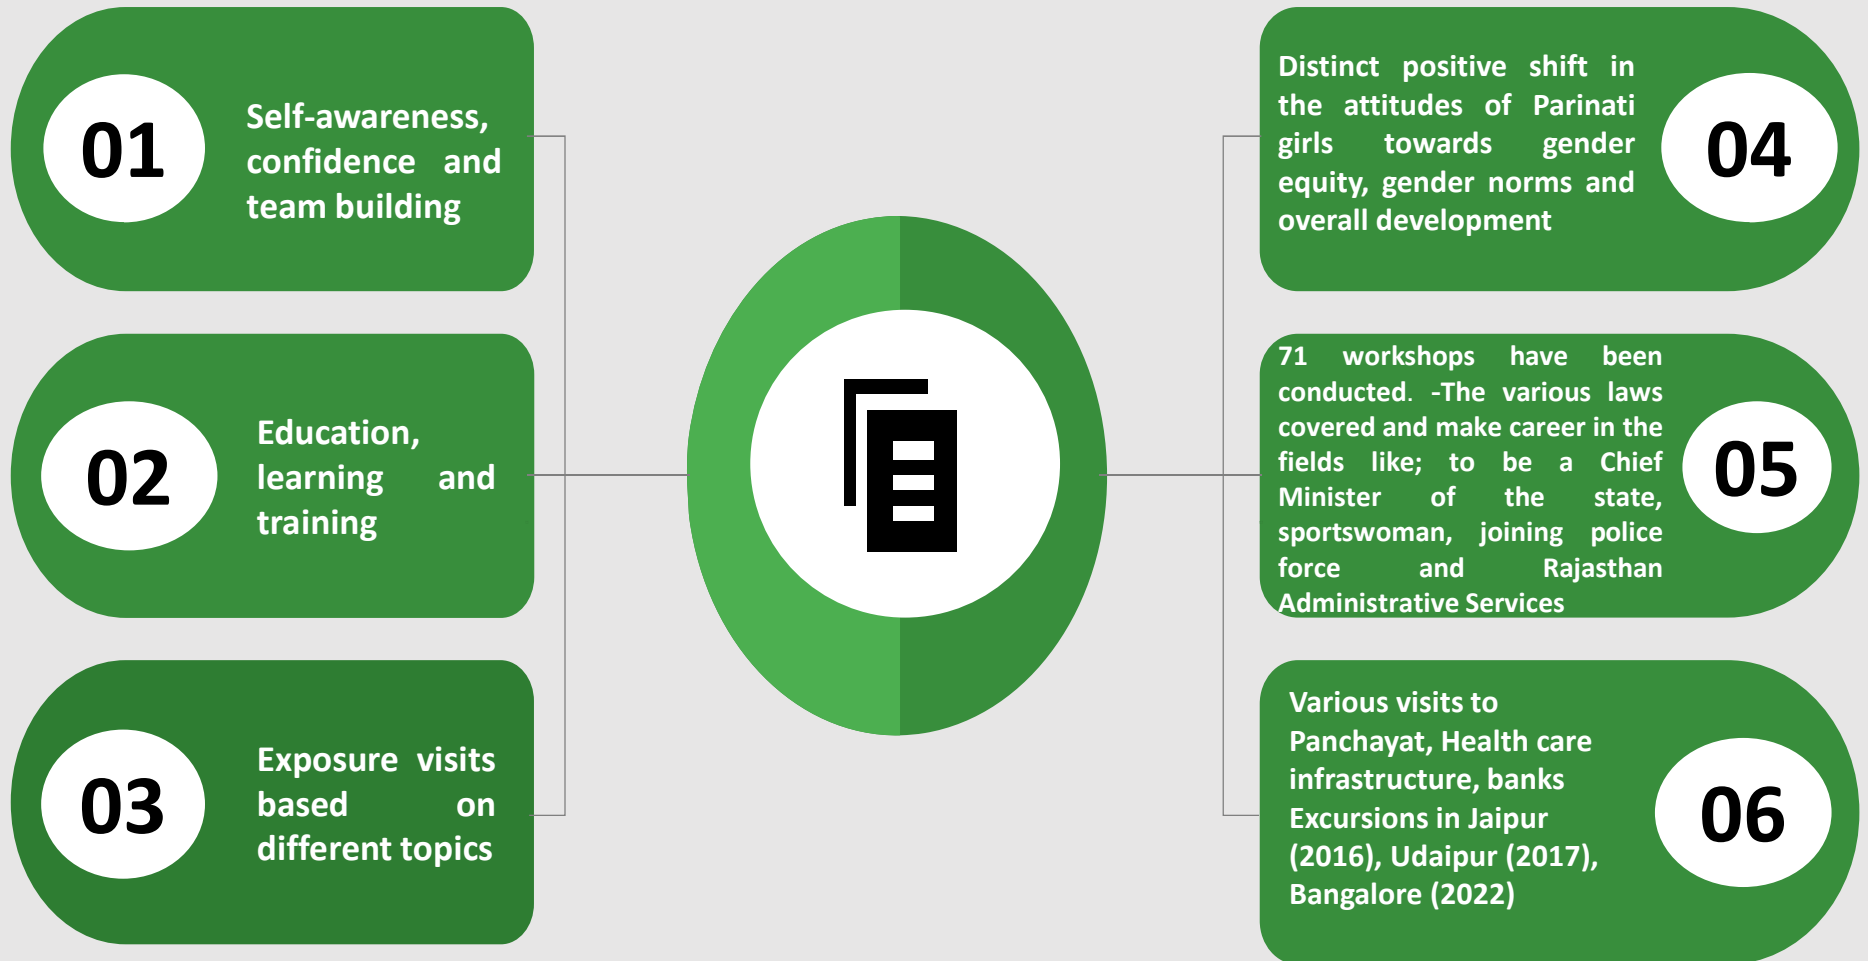 01
Self-awareness,
confidence and
team building
02
Education,
learning and
training
03
Exposure visits
based on
different topics
Distinct positive shift in
the attitudes of Parinati
girls towards gender
equity, gender norms and
overall development
04
71 workshops have been
conducted. -The various laws
covered and make career in the
fields like; to be a Chief
Minister of the state,
sportswoman, joining police
force and Rajasthan
Administrative Services
05
Various visits to
Panchayat, Health care
infrastructure, banks
Excursions in Jaipur
(2016), Udaipur (2017),
Bangalore (2022)
06